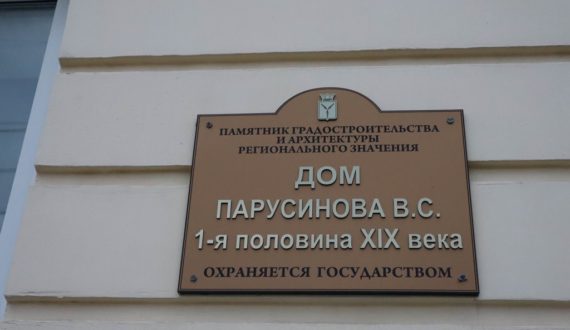 ПАМЯТНИК ГРАДОСТРОИТЕЛЬСТВА
И АРХИТЕКТУРЫ
РЕГИОНАЛЬНОГО ЗНАЧЕНИЯ
ДОМ
ПАРУСИНОВА В.С.
1-я половина XIX века
ОХРАНЯЕТСЯ ГОСУДАРСТВОМ